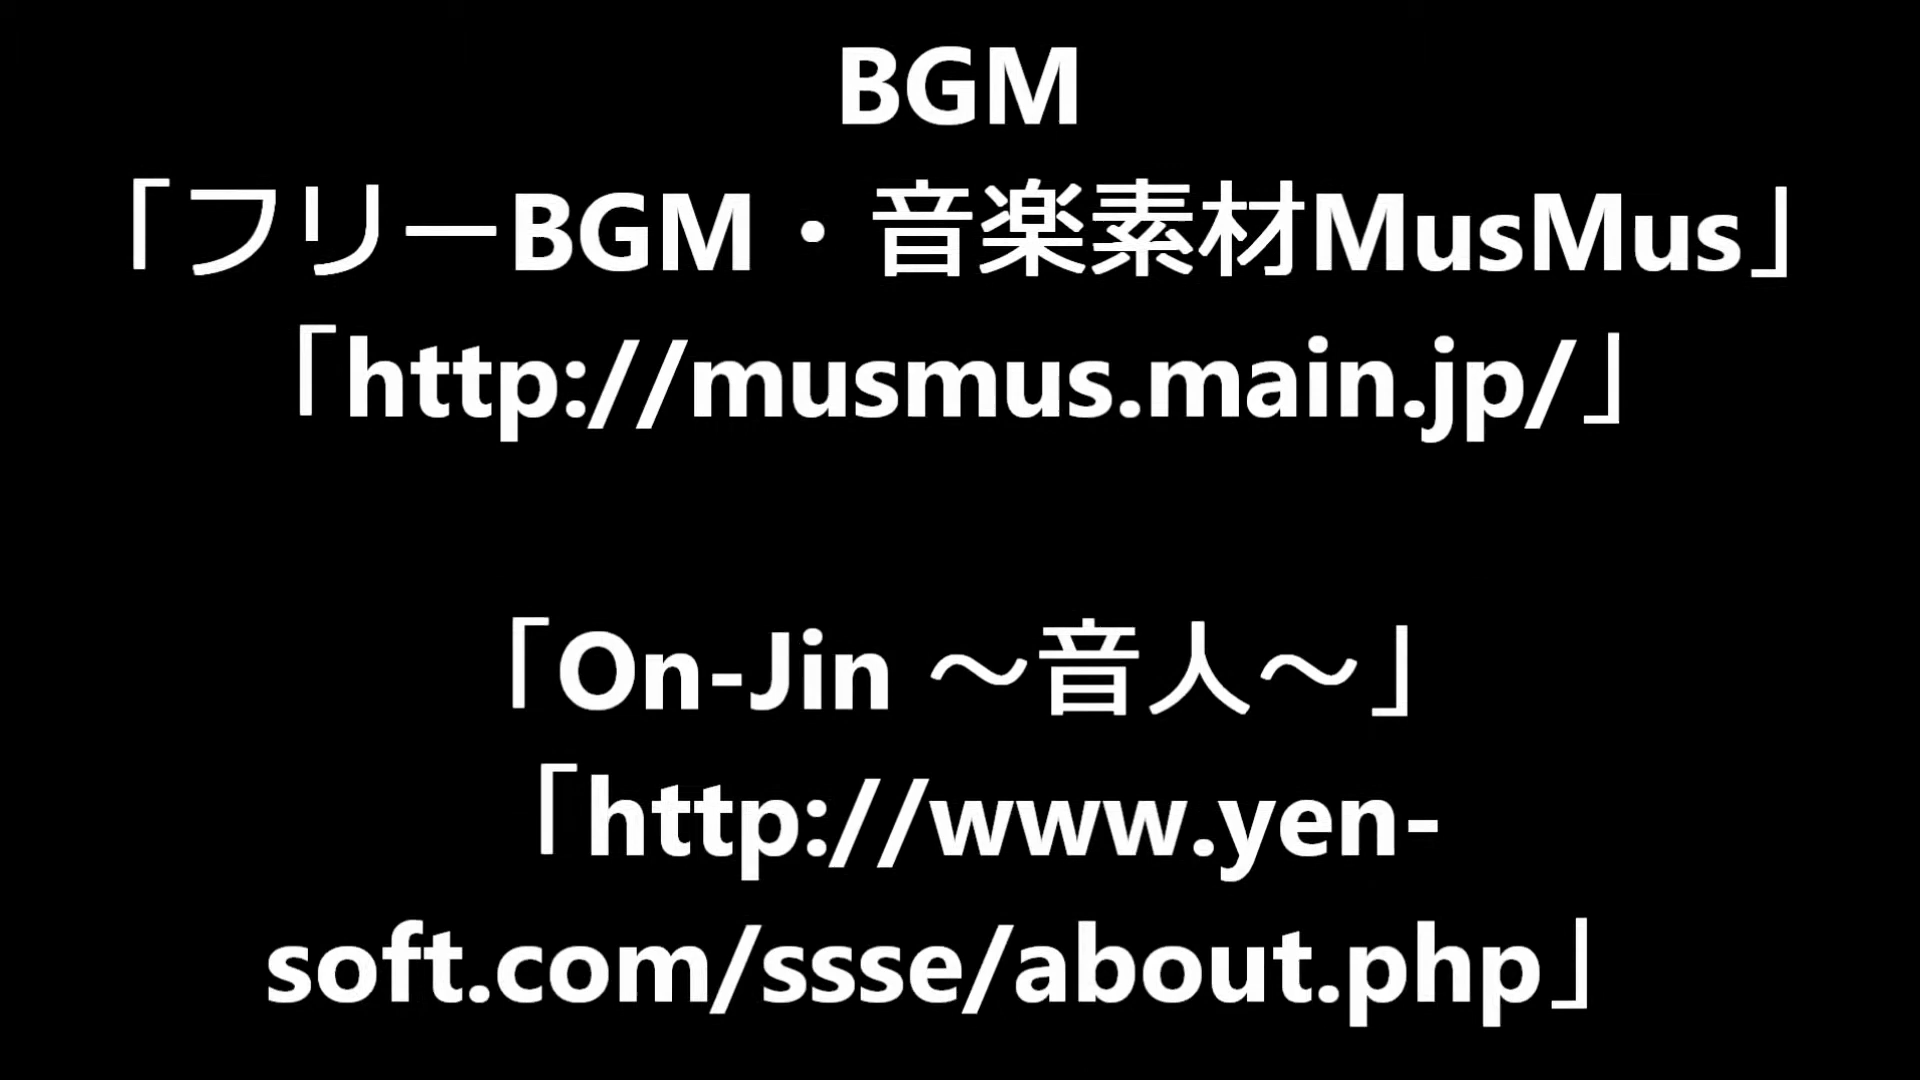 BGM
「フリーBGM・音楽素材MusMus」
「http://musmus.main.jp/」
「On-Jin ～音人～」
「http://www.yen-
soft.com/ssse/about.php」